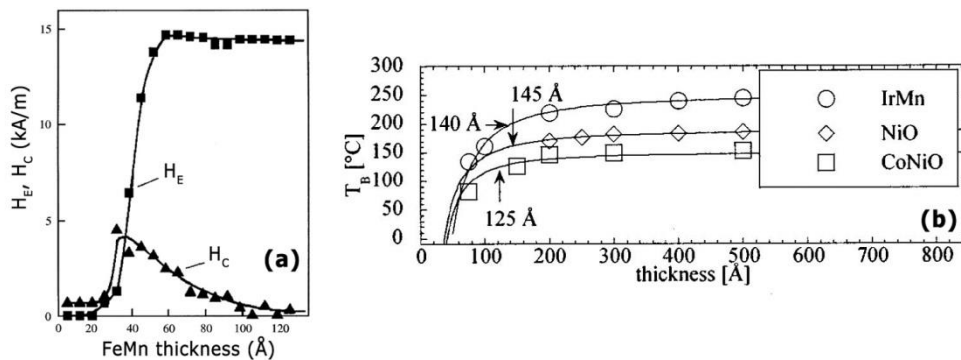 H_E, H_C (kA/m)
15
10
5
0
H_E
H_C
(a)
0 20 40 60 80 100 120
FeMn thickness (Å)
T_B [°C]
300
250
200
150
100
50
0
140 Å
145 Å
125 Å
IrMn
NiO
CoNiO
(b)
0 100 200 300 400 500 600 700 800
thickness [Å]